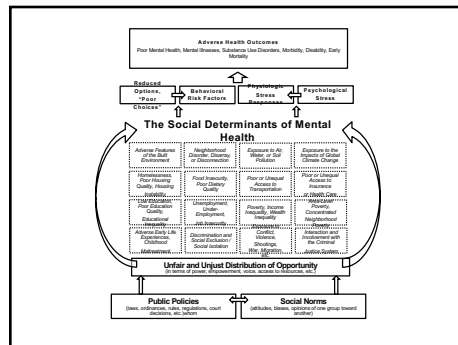 Adverse Health Outcomes
Poor Mental Health, Mental Illnesses, Substance Use Disorders, Morbidity, Disability, Early
Mortality
Reduced
Options,
"Poor
Choices"
Behavioral
Risk Factors
Physiologic
Stress
Responses
Psychological
Stress
The Social Determinants of Mental
Health
Adverse Features
of the Built
Environment
Neighborhood
Disorder, Disarray,
or Disconnection
Exposure to Air,
Water, or Soil
Pollution
Exposure to the
Impacts of Global
Climate Change
Homelessness,
Poor Housing
Quality, Housing
Instability
Food Insecurity,
Poor Dietary
Quality
Poor or Unequal
Access to
Transportation
Poor or Unequal
Access to
Insurance
or Health Care
Low Education,
Poor Education
Quality,
Educational
Inequality
Unemployment,
Under-
Employment,
Job Insecurity
Poverty, Income
Inequality, Wealth
Inequality
Area-Level
Poverty,
Concentrated
Neighborhood
Poverty
Adverse Early Life
Experiences,
Childhood
Maltreatment
Discrimination and
Social Exclusion /
Social Isolation
Exposure to
Conflict,
Violence,
Shootings,
War, Migration,
etc.
Interaction and
Involvement with
the Criminal
Justice System
Unfair and Unjust Distribution of Opportunity
(in terms of power, empowerment, voice, access to resources, etc.)
Public Policies
(laws, ordinances, rules, regulations, court
decisions, etc.)whom
Social Norms
(attitudes, biases, opinions of one group toward
another)